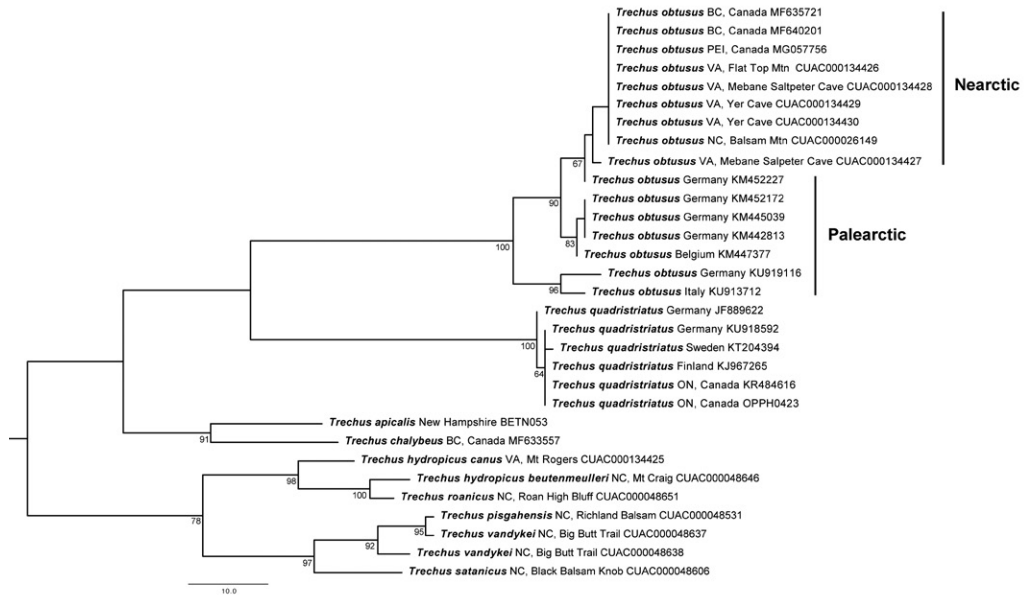 Trechus obtusus BC, Canada MF635721
Trechus obtusus BC, Canada MF640201
Trechus obtusus PEI, Canada MG057756
Trechus obtusus VA, Flat Top Mtn CUAC000134426
Trechus obtusus VA, Mebane Saltpeter Cave CUAC000134428
Nearctic
Trechus obtusus VA, Yer Cave CUAC000134429
Trechus obtusus VA, Yer Cave CUAC000134430
Trechus obtusus NC, Balsam Mtn CUAC000026149
Trechus obtusus VA, Mebane Salpeter Cave CUAC000134427
67
Trechus obtusus Germany KM452227
Trechus obtusus Germany KM452172
90
Trechus obtusus Germany KM445039
Trechus obtusus Germany KM442813
Palearctic
83
100
Trechus obtusus Belgium KM447377
Trechus obtusus Germany KU919116
96
Trechus obtusus Italy KU913712
Trechus quadristriatus Germany JF889622
Trechus quadristriatus Germany KU918592
100
Trechus quadristriatus Sweden KT204394
Trechus quadristriatus Finland KJ967265
64
Trechus quadristriatus ON, Canada KR484616
Trechus quadristriatus ON, Canada OPPH0423
Trechus apicalis New Hampshire BETN053
91
Trechus chalybeus BC, Canada MF633557
Trechus hydropicus canus VA, Mt Rogers CUAC000134425
98
Trechus hydropicus beutenmeulleri NC, Mt Craig CUAC000048646
100
Trechus roanicus NC, Roan High Bluff CUAC000048651
78
Trechus pisgahensis NC, Richland Balsam CUAC000048531
95
Trechus vandykei NC, Big Butt Trail CUAC000048637
92
Trechus vandykei NC, Big Butt Trail CUAC000048638
97
Trechus satanicus NC, Black Balsam Knob CUAC000048606
10.0